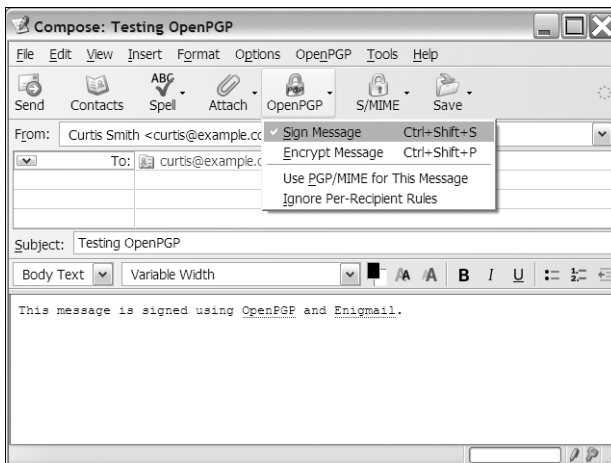 Compose: Testing OpenPGP
File Edit View Insert Format Options OpenPGP Tools Help
ABC
PGP
Send Contacts Spell Attach OpenPGP S/MIME Save
From: Curtis Smith <curtis@example.co
To: curtis@example.c
Sign Message Ctrl+Shift+S
Encrypt Message Ctrl+Shift+P
Use PGP/MIME for This Message
Ignore Per-Recipient Rules
Subject: Testing OpenPGP
Body Text Variable Width A A A A B I U
This message is signed using OpenPGP and Enigmail.